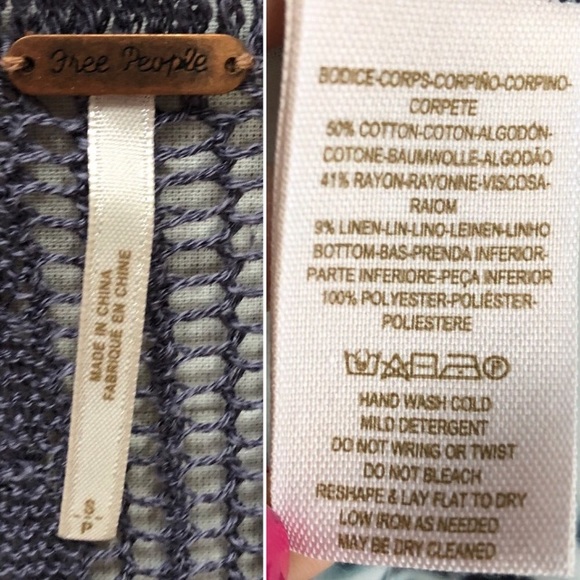 Free People
MADE IN CHINA
FABRIQUÉ EN CHINE
-S-
-P-
BODICE-CORPS-CORPIÑO-CORPINO-
CORPETE
50% COTTON-COTON-ALGODÓN-
COTONE-BAUMWOLLE-ALGODÃO
41% RAYON-RAYONNE-VISCOSA-
RAIOM
9% LINEN-LIN-LINO-LEINEN-LINHO
BOTTOM-BAS-PRENDA INFERIOR-
PARTE INFERIORE-PEÇA INFERIOR
100% POLYESTER-POLIÉSTER-
POLIESTERE
P
HAND WASH COLD
MILD DETERGENT
DO NOT WRING OR TWIST
DO NOT BLEACH
RESHAPE & LAY FLAT TO DRY
LOW IRON AS NEEDED
MAY BE DRY CLEANED